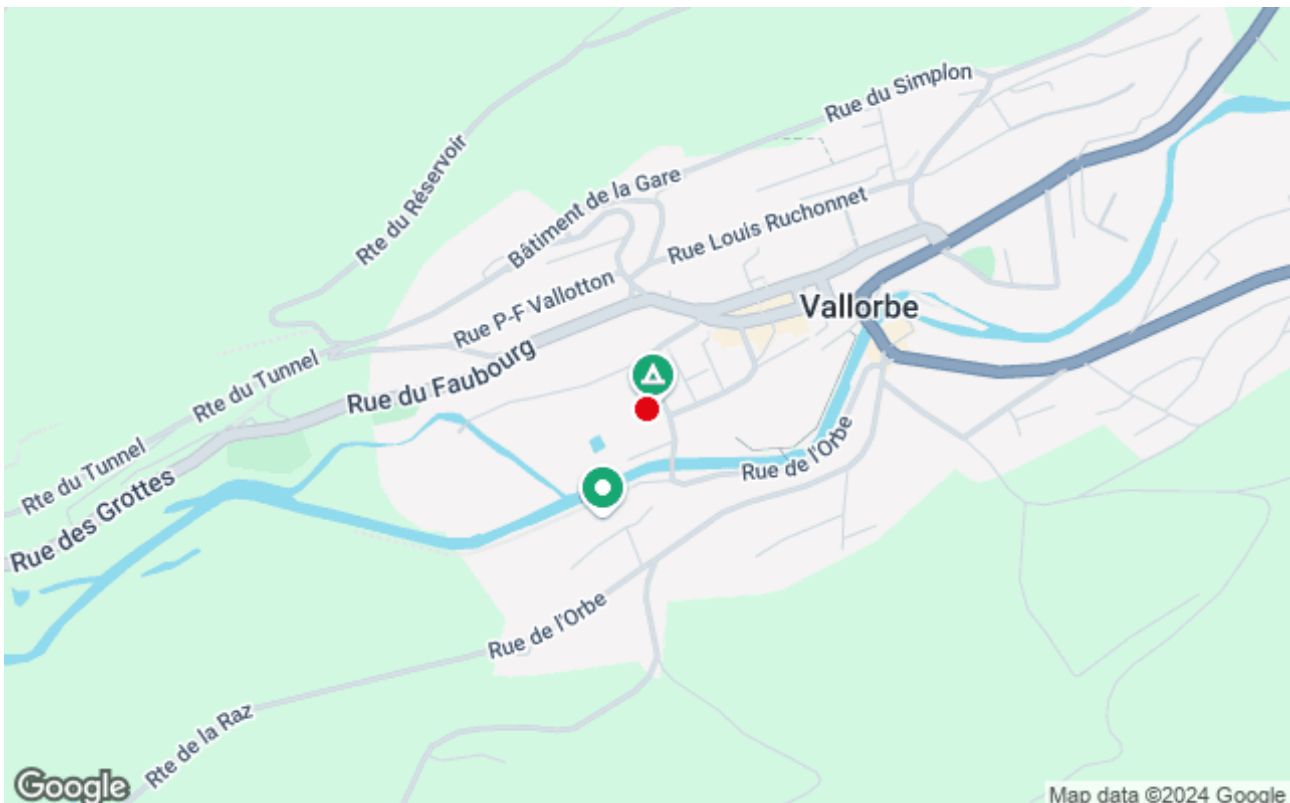 Rue du Simplon
Rte du Réservoir
Bâtiment de la Gare
Rue Louis Ruchonnet
Rue P-F Vallotton
Vallorbe
Rue du Faubourg
Rte du Tunnel
Rte du Tunnel
Rue des Grottes
Rue de l'Orbe
Rue de l'Orbe
Rte de la Raz
Google
Map data ©2024 Google